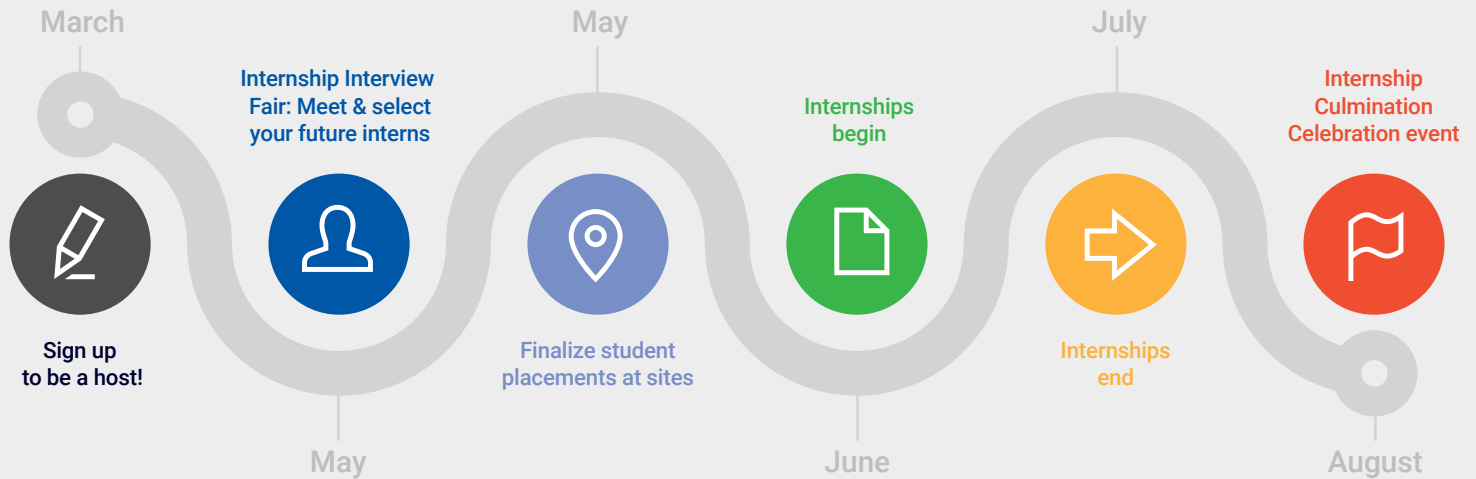 March
Sign up
to be a host!
Internship Interview
Fair: Meet & select
your future interns
May
May
Finalize student
placements at sites
Internships
begin
June
July
Internships
end
Internship
Culmination
Celebration event
August